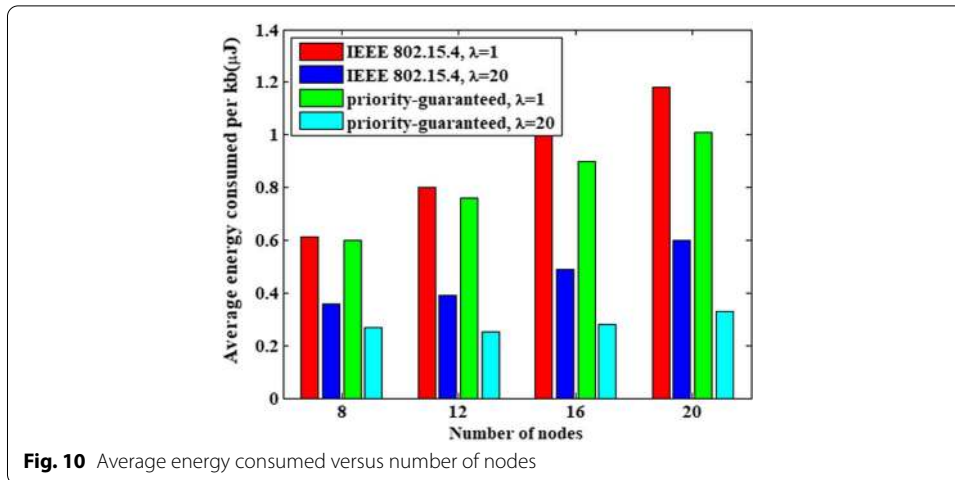 1.4
1.2
1
0.8
0.6
0.4
0.2
0
Average energy consumed per kb(μJ)
IEEE 802.15.4, λ=1
IEEE 802.15.4, λ=20
priority-guaranteed, λ=1
priority-guaranteed, λ=20
8 12 16 20
Number of nodes
Fig. 10 Average energy consumed versus number of nodes